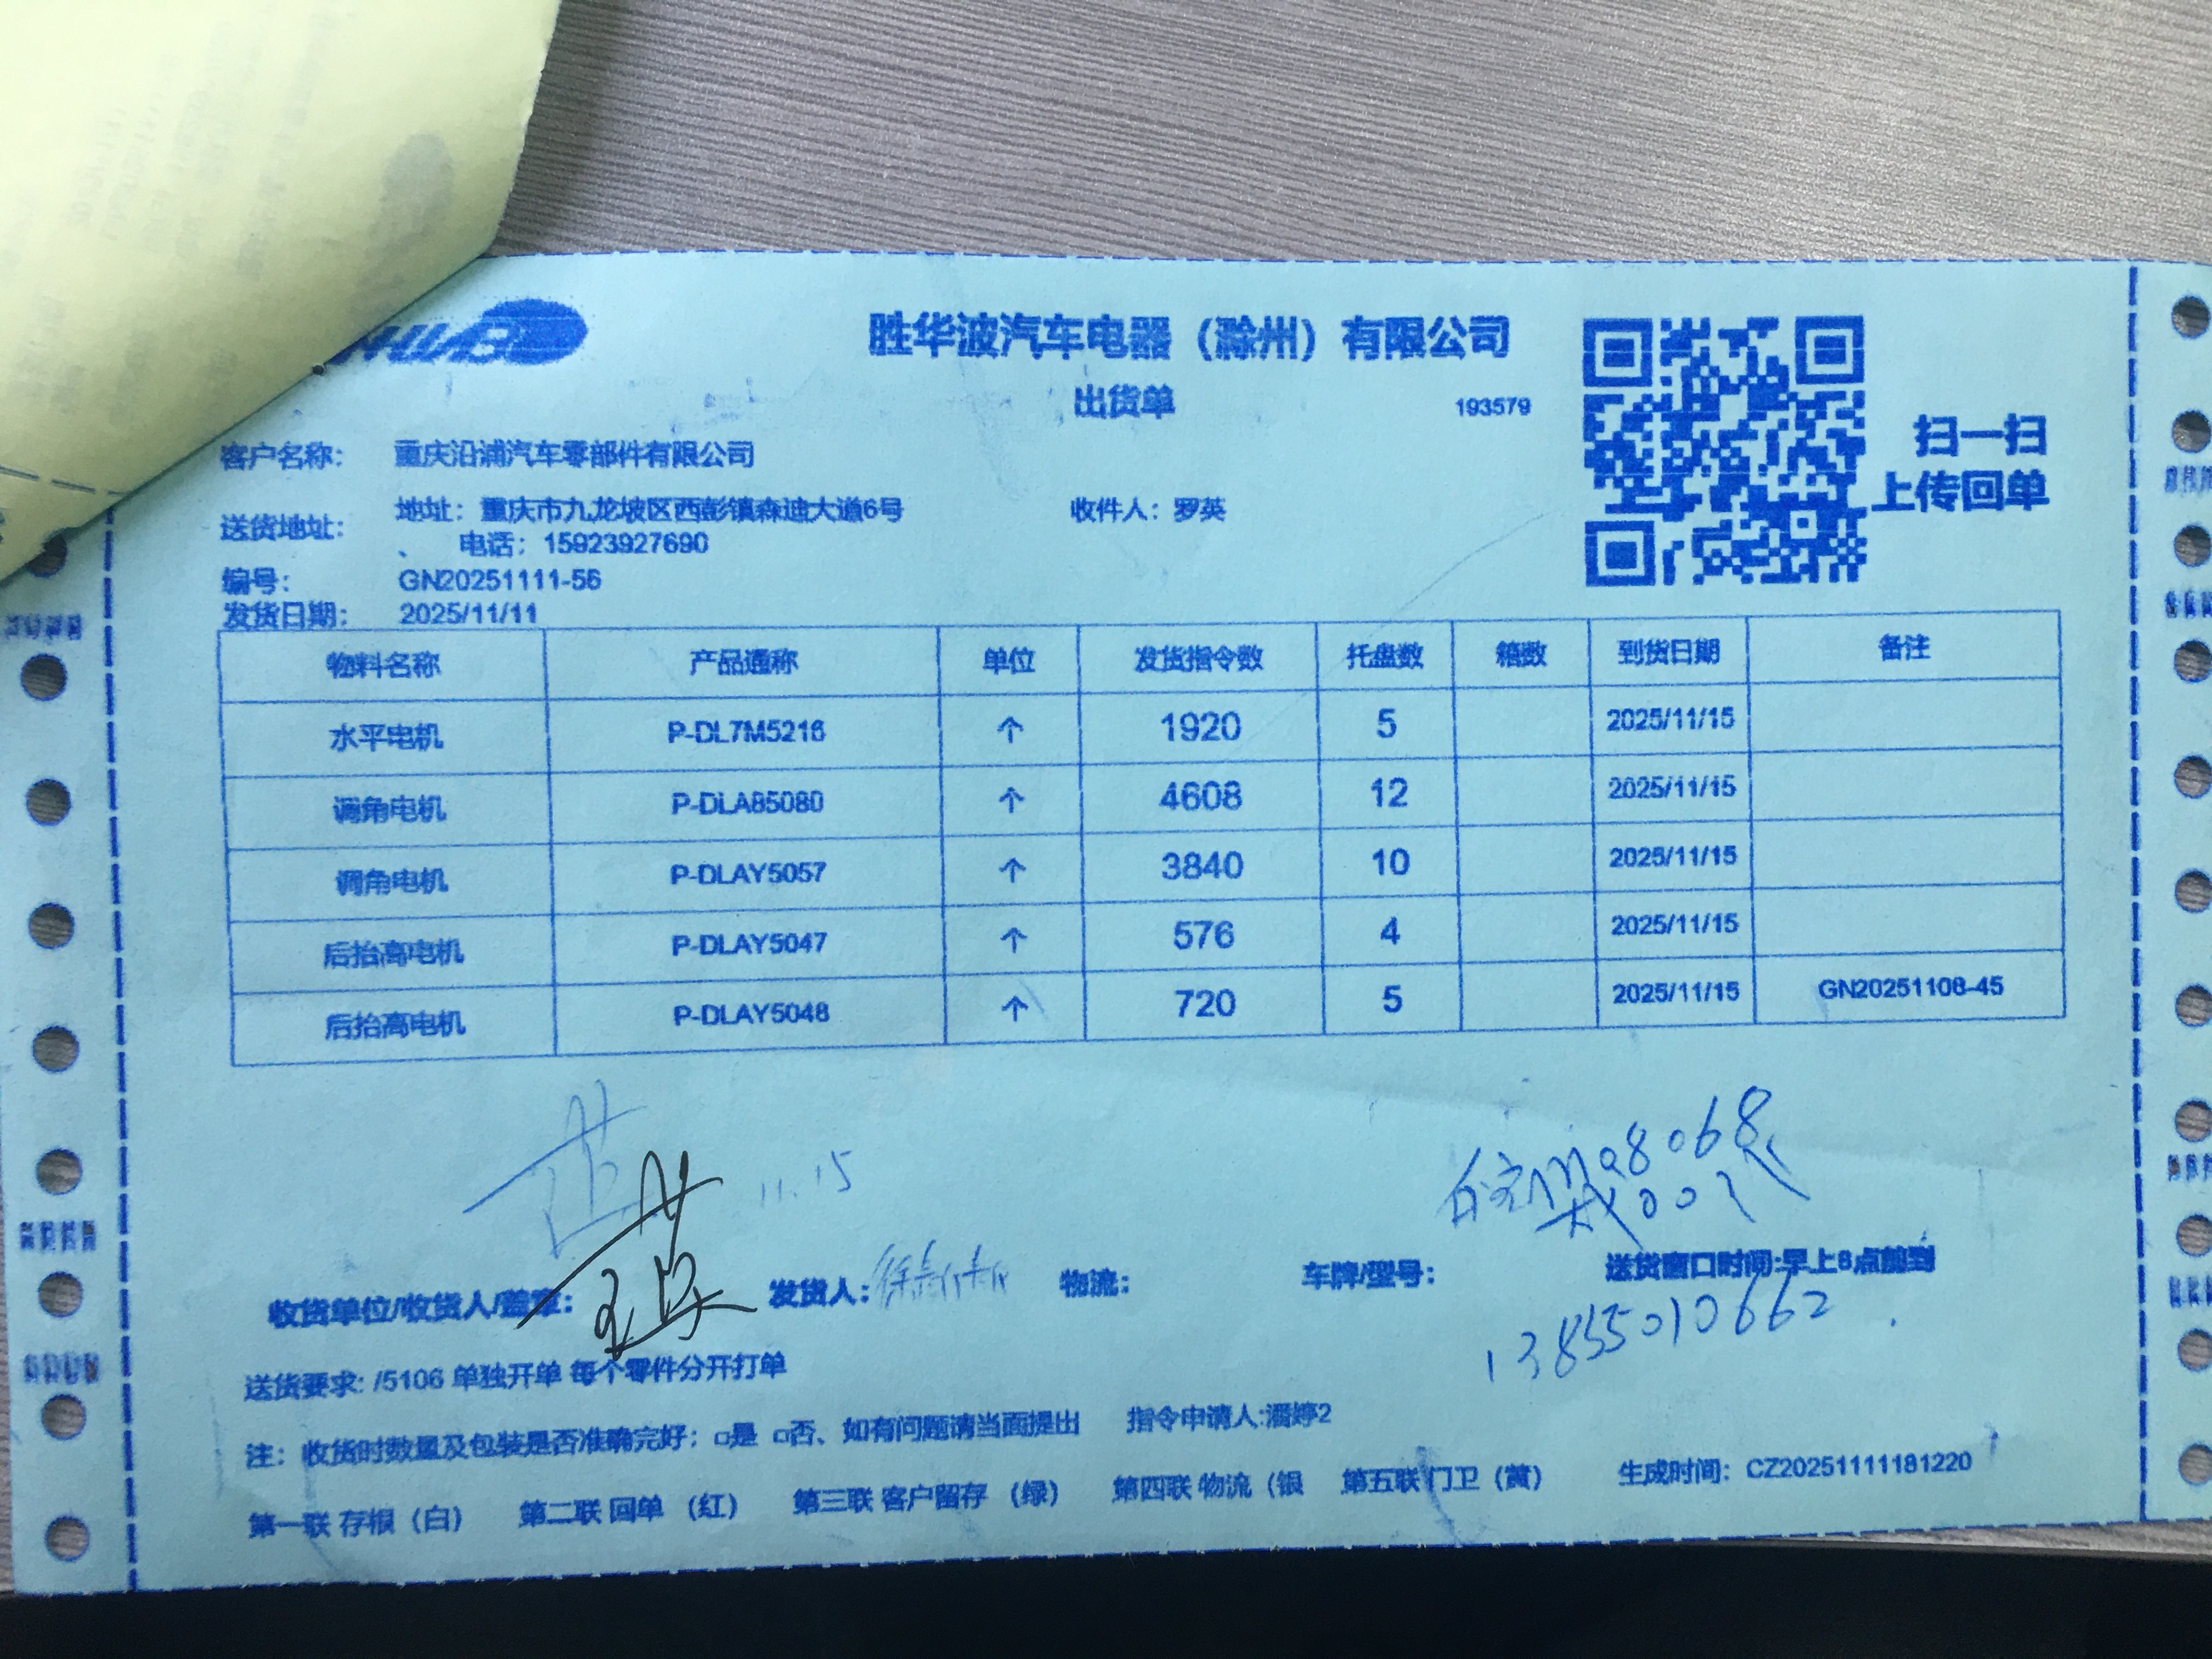 胜华波汽车电器（滁州）有限公司
出货单
193579
扫一扫
上传回单
客户名称： 重庆沿浦汽车零部件有限公司
送货地址： 地址：重庆市九龙坡区西彭镇森迪大道6号 收件人：罗英
、 电话：15923927690
编号： GN20251111-56
发货日期： 2025/11/11
物料名称 产品通称 单位 发货指令数 托盘数 箱数 到货日期 备注
水平电机 P-DL7M5216 个 1920 5 2025/11/15
调角电机 P-DLA85080 个 4608 12 2025/11/15
调角电机 P-DLAY5057 个 3840 10 2025/11/15
后抬高电机 P-DLAY5047 个 576 4 2025/11/15
后抬高电机 P-DLAY5048 个 720 5 2025/11/15 GN20251108-45
11.15
8068
收货单位/收货人/盖章： 发货人： 物流： 车牌/型号： 送货窗口时间:早上8点前到
13855010662
送货要求: /5106 单独开单 每个零件分开打单
注：收货时数量及包装是否准确完好；□是 □否、如有问题请当面提出 指令申请人:潘婷2
第一联 存根（白） 第二联 回单 （红） 第三联 客户留存 （绿） 第四联 物流（银 第五联 门卫（黄） 生成时间：CZ20251111181220